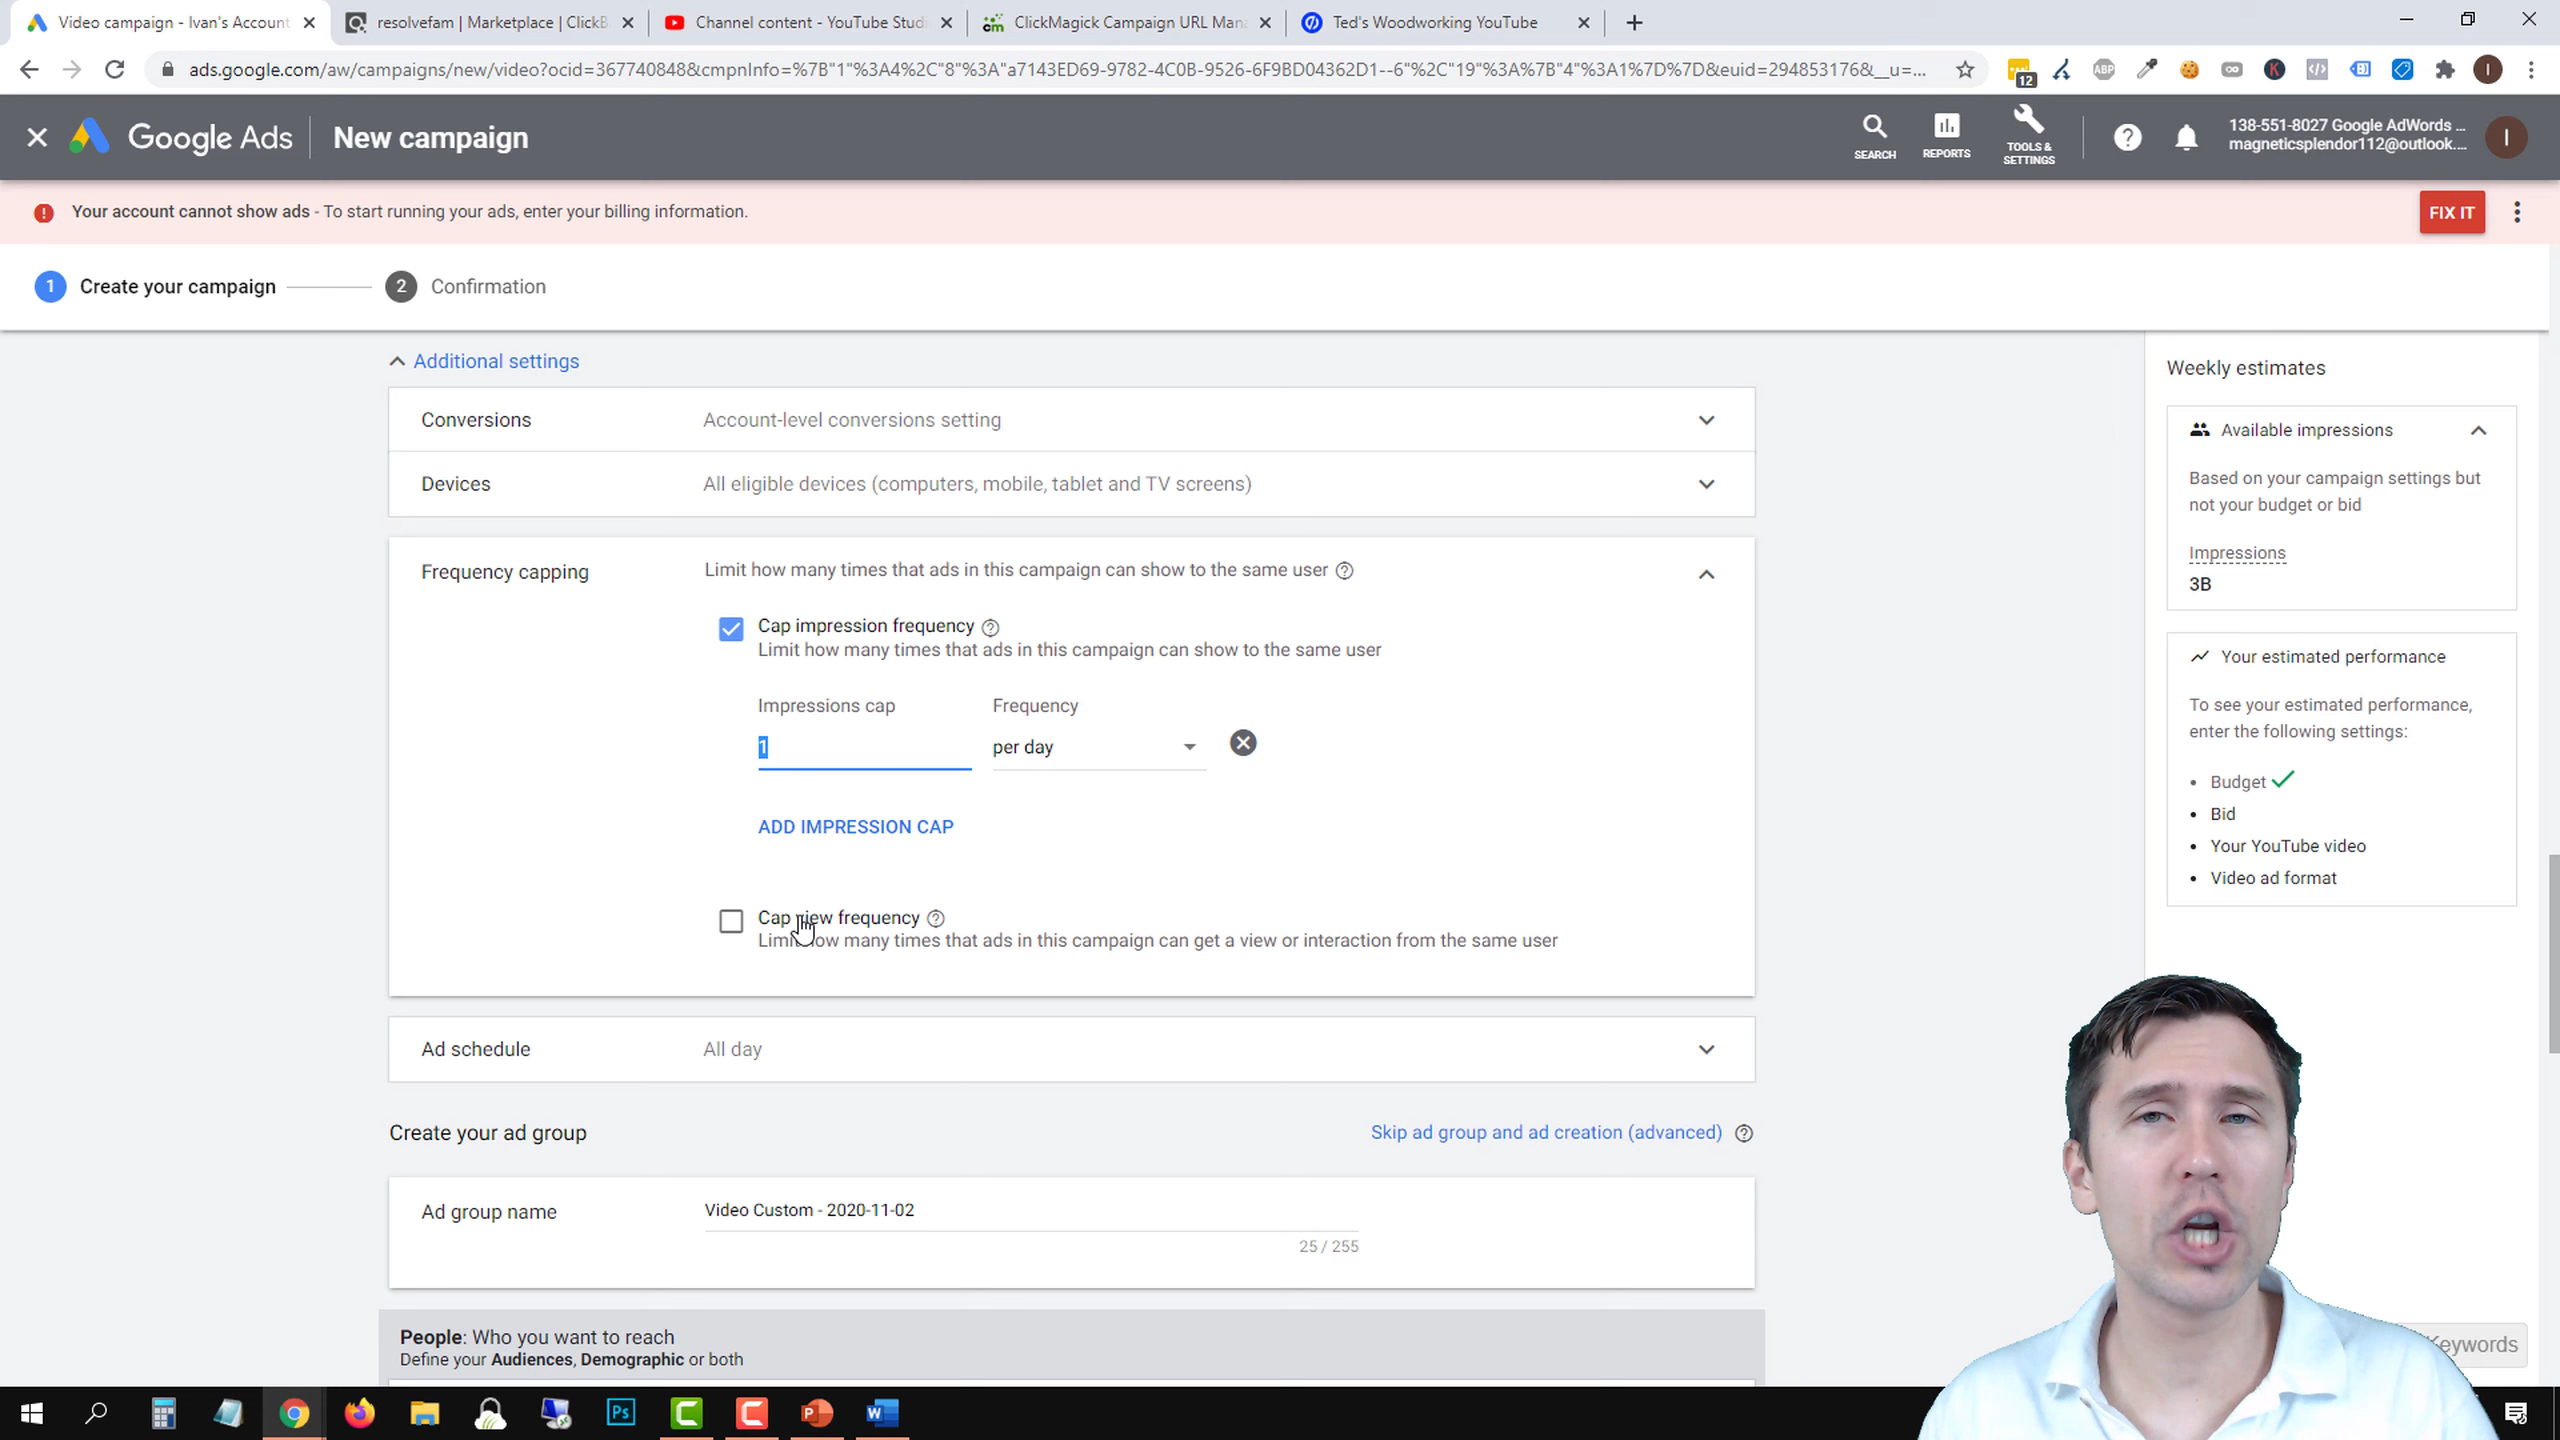 Video campaign - Ivan's Account
resolvefam | Marketplace | ClickB
Channel content - YouTube Studi
ClickMagick Campaign URL Mana
Ted's Woodworking YouTube
ads.google.com/aw/campaigns/new/video?ocid=367740848&cmpnInfo=%7B"1"%3A4%2C"8"%3A"a7143ED69-9782-4C0B-9526-6F9BD04362D1--6"%2C"19"%3A%7B"4"%3A1%7D%7D&euid=294853176&__u=...
12
ABP
K
I
Google Ads
New campaign
SEARCH
REPORTS
TOOLS & SETTINGS
138-551-8027 Google AdWords ...
magneticsplendor112@outlook....
I
Your account cannot show ads - To start running your ads, enter your billing information.
FIX IT
1 Create your campaign
2 Confirmation
Additional settings
Conversions
Account-level conversions setting
Devices
All eligible devices (computers, mobile, tablet and TV screens)
Frequency capping
Limit how many times that ads in this campaign can show to the same user
Cap impression frequency
Limit how many times that ads in this campaign can show to the same user
Impressions cap
Frequency
1
per day
ADD IMPRESSION CAP
Cap view frequency
Limit how many times that ads in this campaign can get a view or interaction from the same user
Ad schedule
All day
Create your ad group
Skip ad group and ad creation (advanced)
Ad group name
Video Custom - 2020-11-02
25 / 255
People: Who you want to reach
Define your Audiences, Demographic or both
Weekly estimates
Available impressions
Based on your campaign settings but
not your budget or bid
Impressions
3B
Your estimated performance
To see your estimated performance,
enter the following settings:
• Budget
• Bid
• Your YouTube video
• Video ad format
eywords
Ps
C
C
P
W